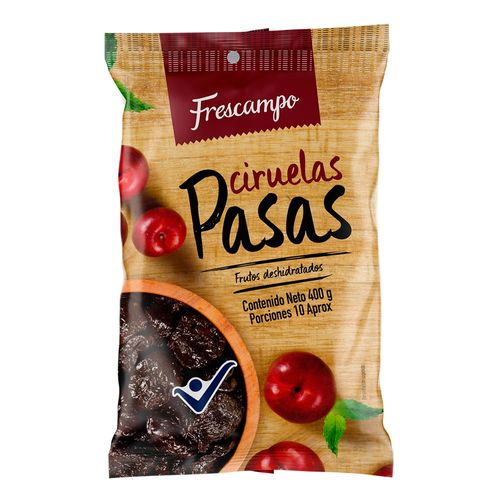 Frescampo
ciruelas
Pasas
Frutos deshidratados
Contenido Neto 400 g
Porciones 10 Aprox